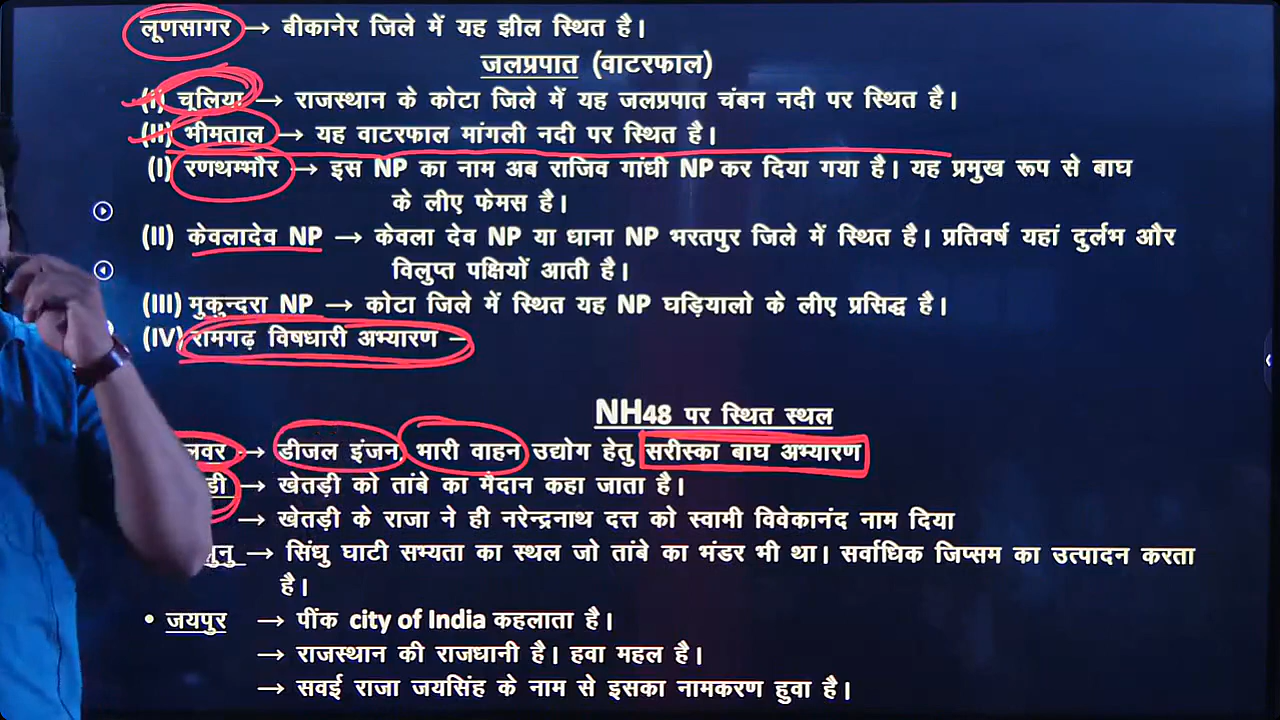 लूणसागर → बीकानेर जिले में यह झील स्थित है।
जलप्रपात (वाटरफाल)
(I) चूलिया → राजस्थान के कोटा जिले में यह जलप्रपात चंबन नदी पर स्थित है।
(II) भीमताल → यह वाटरफाल मांगली नदी पर स्थित है।
(I) रणथम्भौर → इस NP का नाम अब राजिव गांधी NP कर दिया गया है। यह प्रमुख रूप से बाघ
के लीए फेमस है।
(II) केवलादेव NP → केवला देव NP या धाना NP भरतपुर जिले में स्थित है। प्रतिवर्ष यहां दुर्लभ और
विलुप्त पक्षियों आती है।
(III) मुकुन्दरा NP → कोटा जिले में स्थित यह NP घड़ियालो के लीए प्रसिद्ध है।
(IV) रामगढ़ विषधारी अभ्यारण –
NH48 पर स्थित स्थल
लवर → डीजल इंजन, भारी वाहन उद्योग हेतु सरीस्का बाघ अभ्यारण
डी → खेतड़ी को तांबे का मैदान कहा जाता है।
→ खेतड़ी के राजा ने ही नरेन्द्रनाथ दत्त को स्वामी विवेकानंद नाम दिया
नु → सिंधु घाटी सभ्यता का स्थल जो तांबे का भंडर भी था। सर्वाधिक जिप्सम का उत्पादन करता
है।
• जयपुर → पींक city of India कहलाता है।
→ राजस्थान की राजधानी है। हवा महल है।
→ सवई राजा जयसिंह के नाम से इसका नामकरण हुवा है।